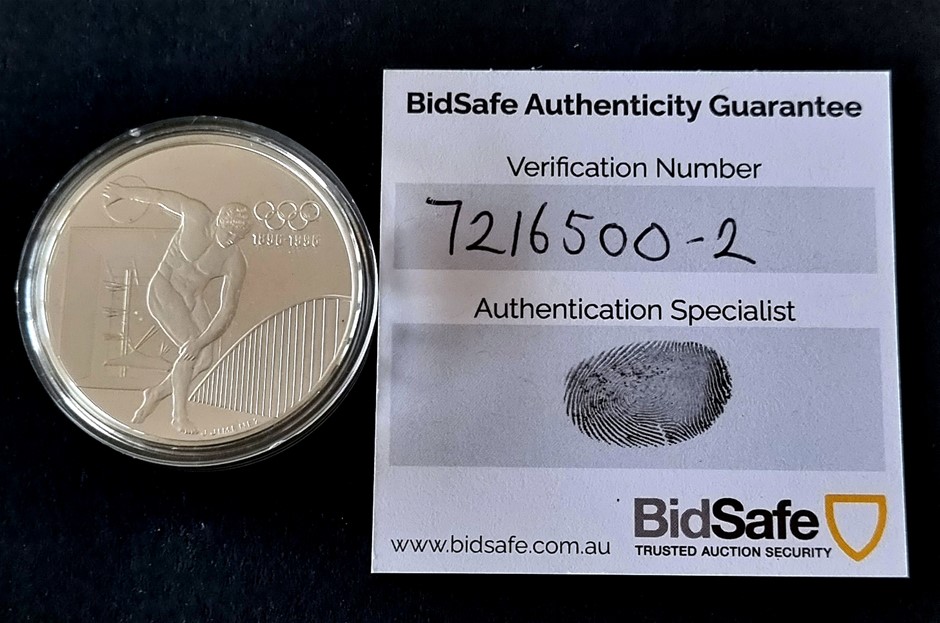 1896-1996
BidSafe Authenticity Guarantee
Verification Number
7216500-2
Authentication Specialist
www.bidsafe.com.au
BidSafe
TRUSTED AUCTION SECURITY